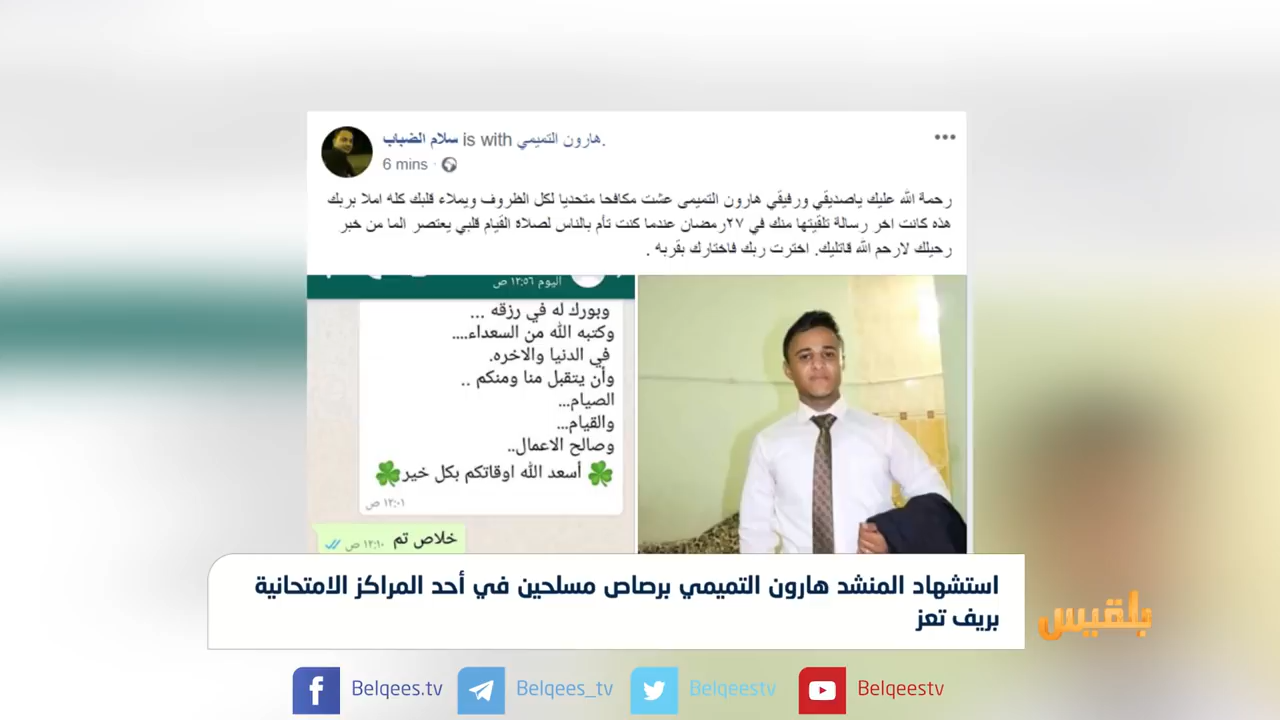 سلام الضباب is with هارون التميمي.
6 mins
رحمة الله عليك ياصديقي ورفيقي هارون التميمى عشت مكافحا متحديا لكل الظروف ويملاء قلبك كله املا بربك
هذه كانت اخر رسالة تلقيتها منك في ٢٧رمضان عندما كنت تأم بالناس لصلاة القيام قلبي يعتصر الما من خبر
رحيلك لارحم الله قاتليك. اخترت ربك فاختارك بقربه .
اليوم ١٢:٥٦ ص
وبورك له في رزقه ...
وكتبه الله من السعداء....
في الدنيا والاخره.
وأن يتقبل منا ومنكم ..
الصيام...
والقيام...
وصالح الاعمال..
أسعد الله اوقاتكم بكل خير
١٢:٠١ ص
خلاص تم ١٢:١٠ ص
استشهاد المنشد هارون التميمي برصاص مسلحين في أحد المراكز الامتحانية
بريف تعز
بلقيس
Belqees.tv
Belqees_tv
Belqeestv
Belqeestv